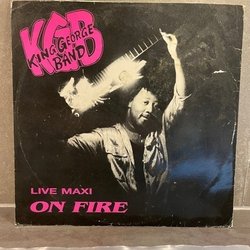 KGB
KING GEORGE
BAND
LIVE MAXI
ON FIRE